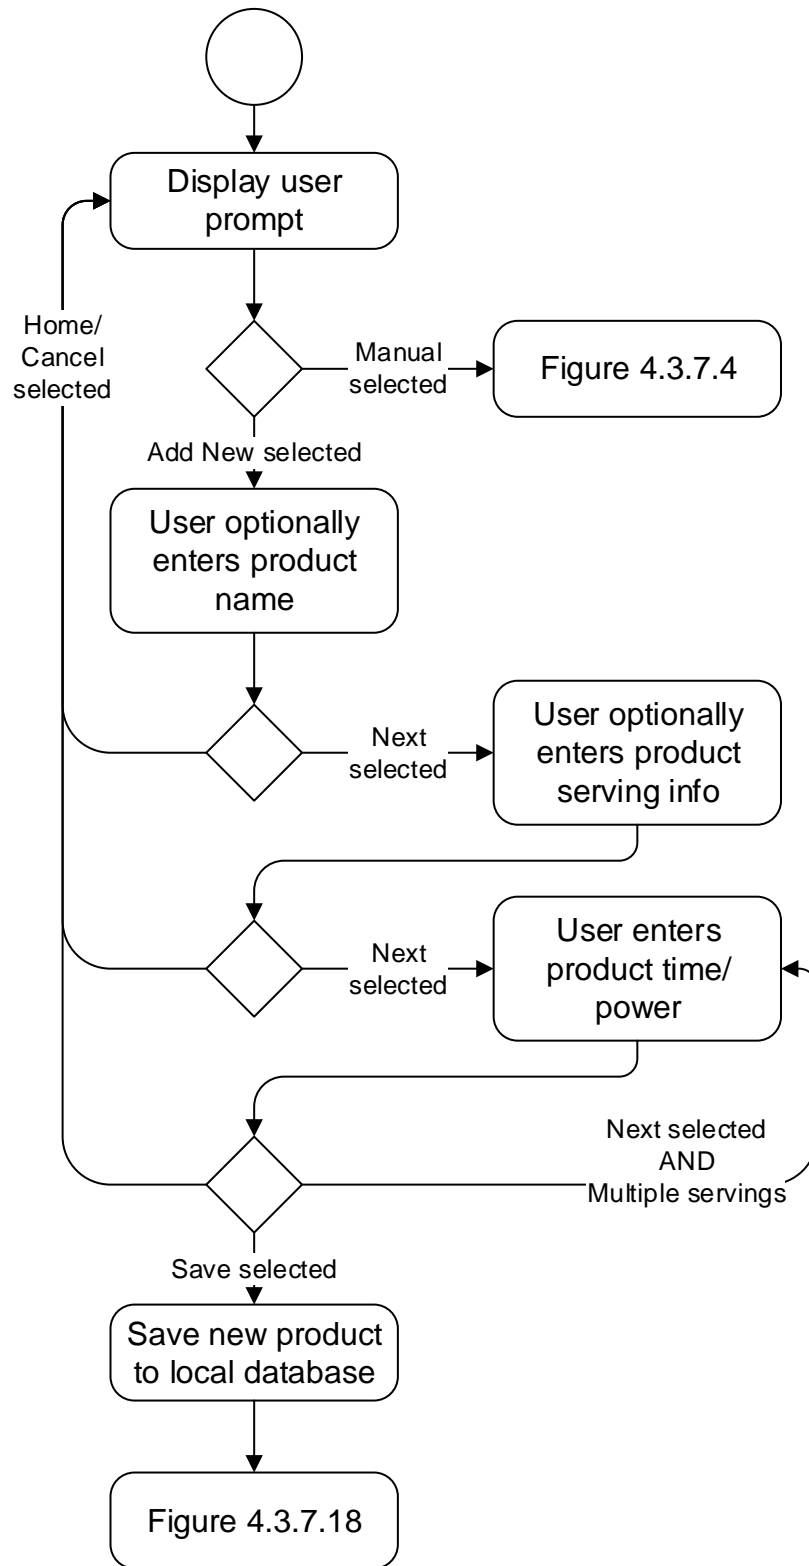 Display user
prompt
Home/
Cancel
selected
Manual
selected
Figure 4.3.7.4
Add New selected
User optionally
enters product
name
Next
selected
User optionally
enters product
serving info
Next
selected
User enters
product time/
power
Next selected
AND
Multiple servings
Save selected
Save new product
to local database
Figure 4.3.7.18